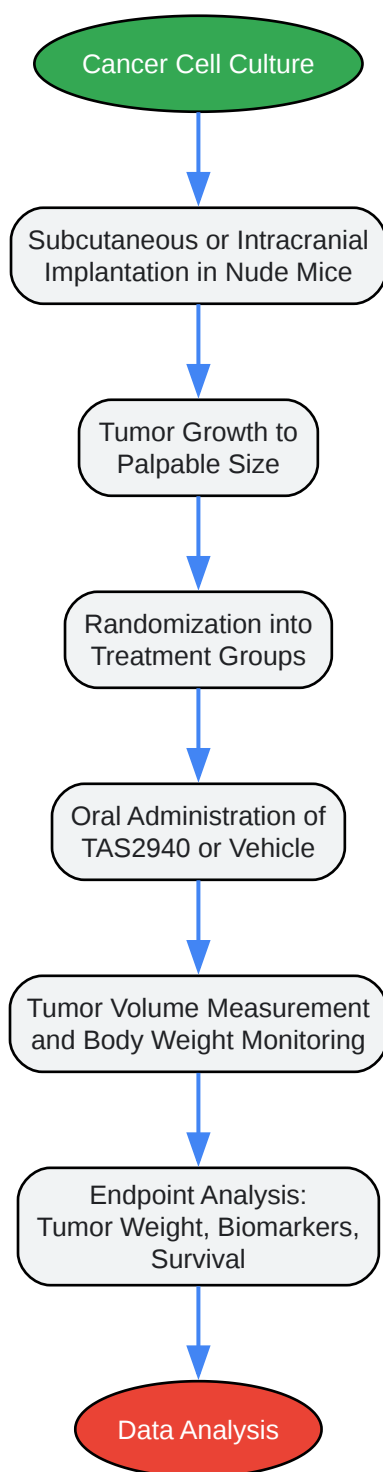 Cancer Cell Culture
Subcutaneous or Intracranial
Implantation in Nude Mice
Tumor Growth to
Palpable Size
Randomization into
Treatment Groups
Oral Administration of
TAS2940 or Vehicle
Tumor Volume Measurement
and Body Weight Monitoring
Endpoint Analysis:
Tumor Weight, Biomarkers,
Survival
Data Analysis